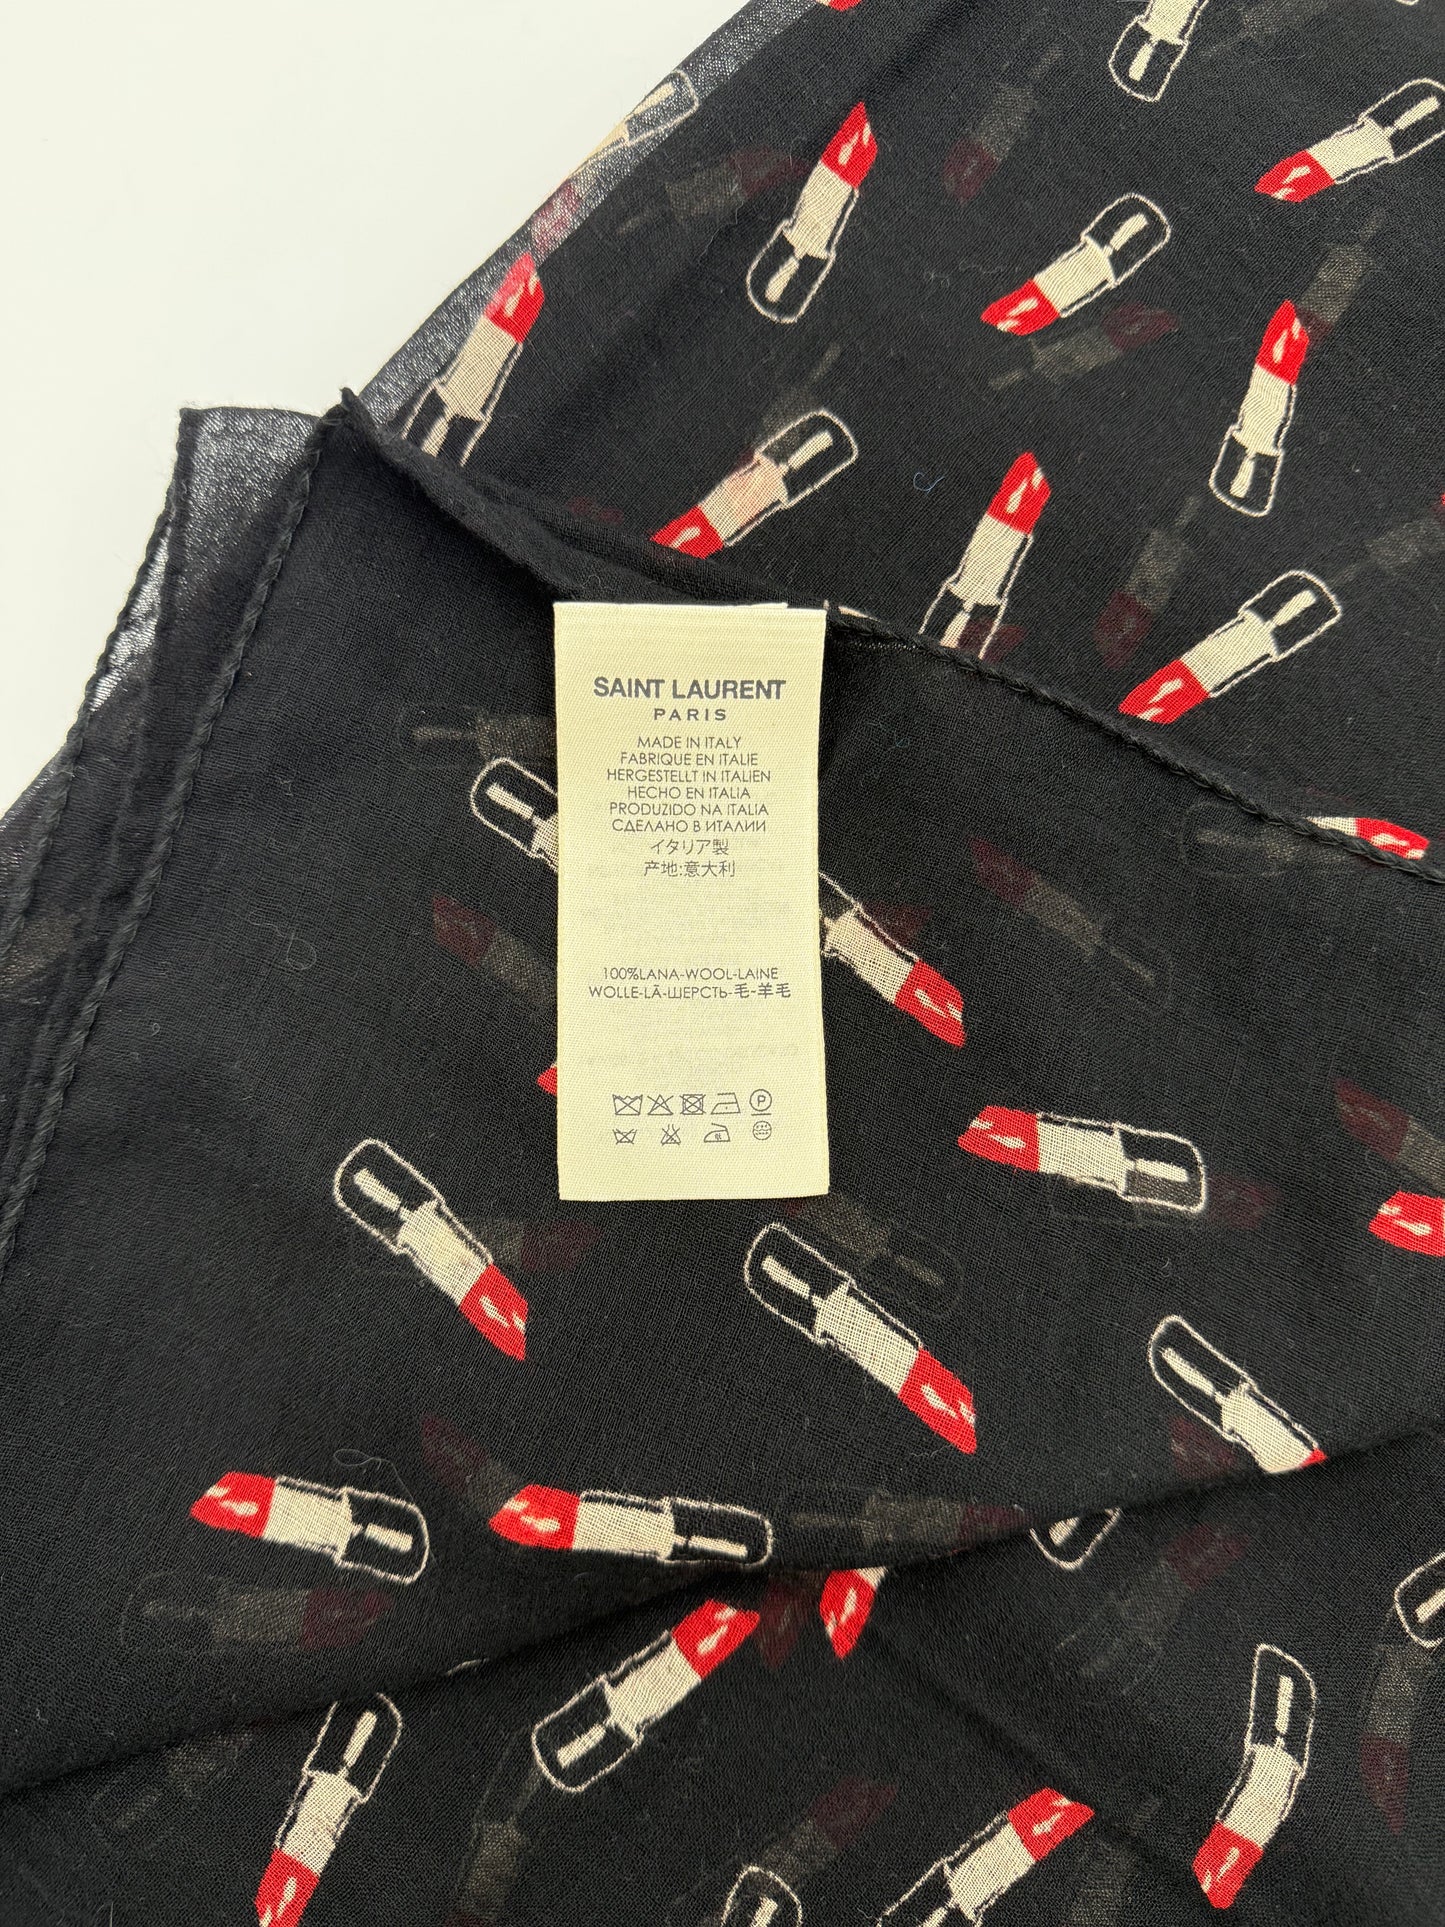 SAINT LAURENT
PARIS
MADE IN ITALY
FABRIQUE EN ITALIE
HERGESTELLT IN ITALIEN
HECHO EN ITALIA
PRODUZIDO NA ITALIA
СДЕЛАНО В ИТАЛИИ
イタリア製
产地:意大利
100%LANA-WOOL-LAINE
WOLLE-LÃ-ШЕРСТЬ-毛-羊毛
P